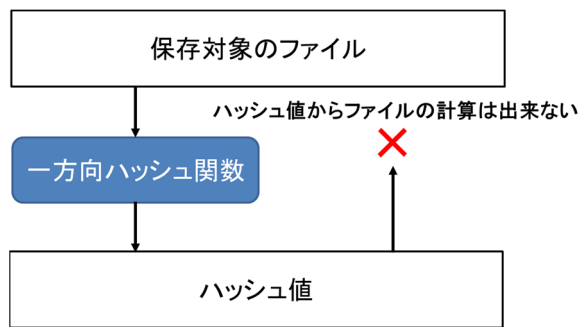 保存対象のファイル
ハッシュ値からファイルの計算は出来ない
一方向ハッシュ関数
ハッシュ値